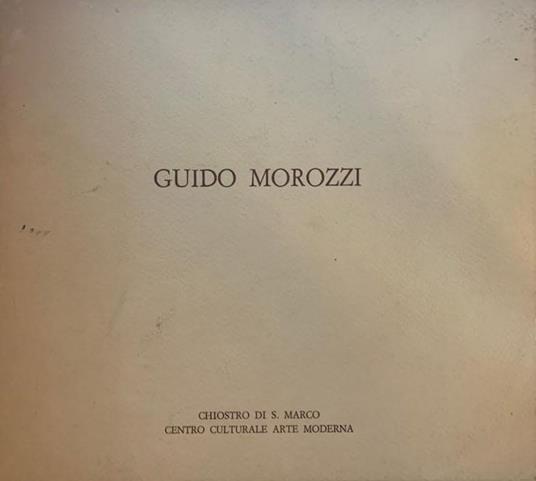 GUIDO MOROZZI
CHIOSTRO DI S. MARCO
CENTRO CULTURALE ARTE MODERNA